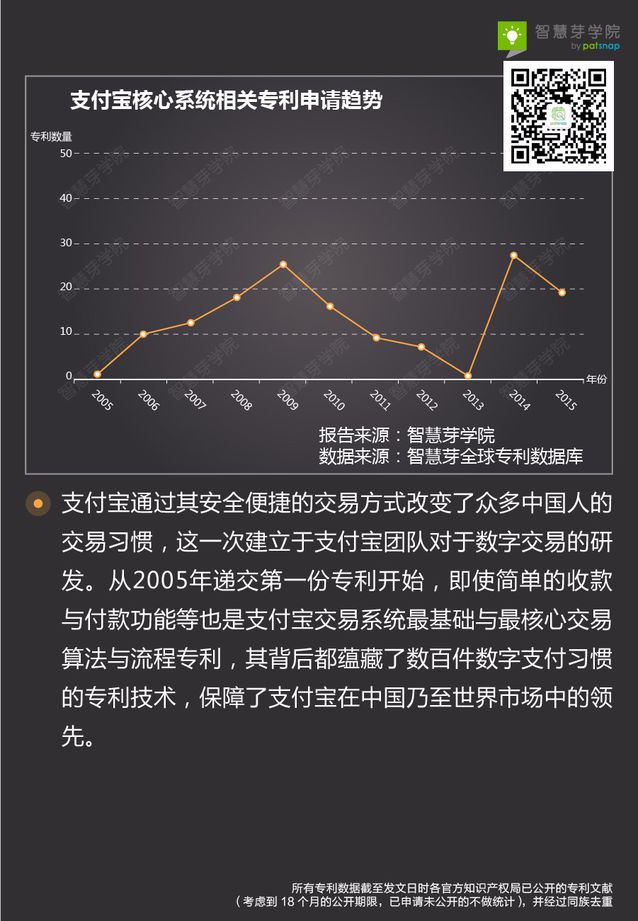 智慧芽学院
by patsnap
支付宝核心系统相关专利申请趋势
专利数量
50
40
30
20
10
0
年份
2005 2006 2007 2008 2009 2010 2011 2012 2013 2014 2015
报告来源：智慧芽学院
数据来源：智慧芽全球专利数据库
支付宝通过其安全便捷的交易方式改变了众多中国人的
交易习惯，这一次建立于支付宝团队对于数字交易的研
发。从2005年递交第一份专利开始，即使简单的收款
与付款功能等也是支付宝交易系统最基础与最核心交易
算法与流程专利，其背后都蕴藏了数百件数字支付习惯
的专利技术，保障了支付宝在中国乃至世界市场中的领
先。
所有专利数据截至发文日时各官方知识产权局已公开的专利文献
（考虑到 18 个月的公开期限，已申请未公开的不做统计），并经过同族去重